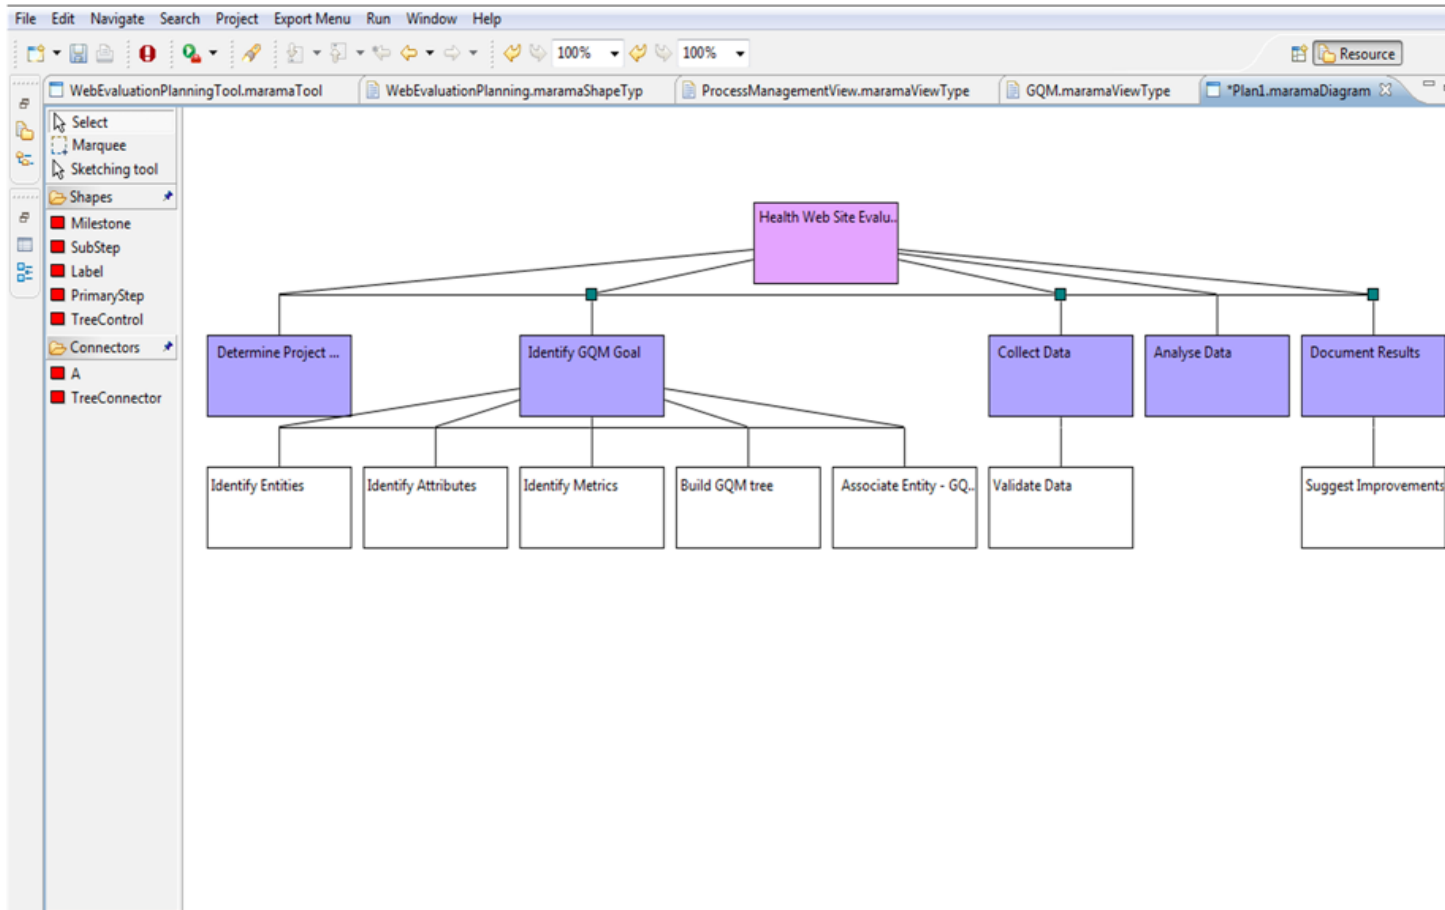 File Edit Navigate Search Project Export Menu Run Window Help
100% 100% Resource
WebEvaluationPlanningTool.maramaTool WebEvaluationPlanning.maramaShapeTyp ProcessManagementView.maramaViewType GQM.maramaViewType *Plan1.maramaDiagram
Select
Marquee
Sketching tool
Shapes
Milestone
SubStep
Label
PrimaryStep
TreeControl
Connectors
A
TreeConnector
Health Web Site Evalu..
Determine Project ... Identify GQM Goal Collect Data Analyse Data Document Results
Identify Entities Identify Attributes Identify Metrics Build GQM tree Associate Entity - GQ.. Validate Data Suggest Improvements